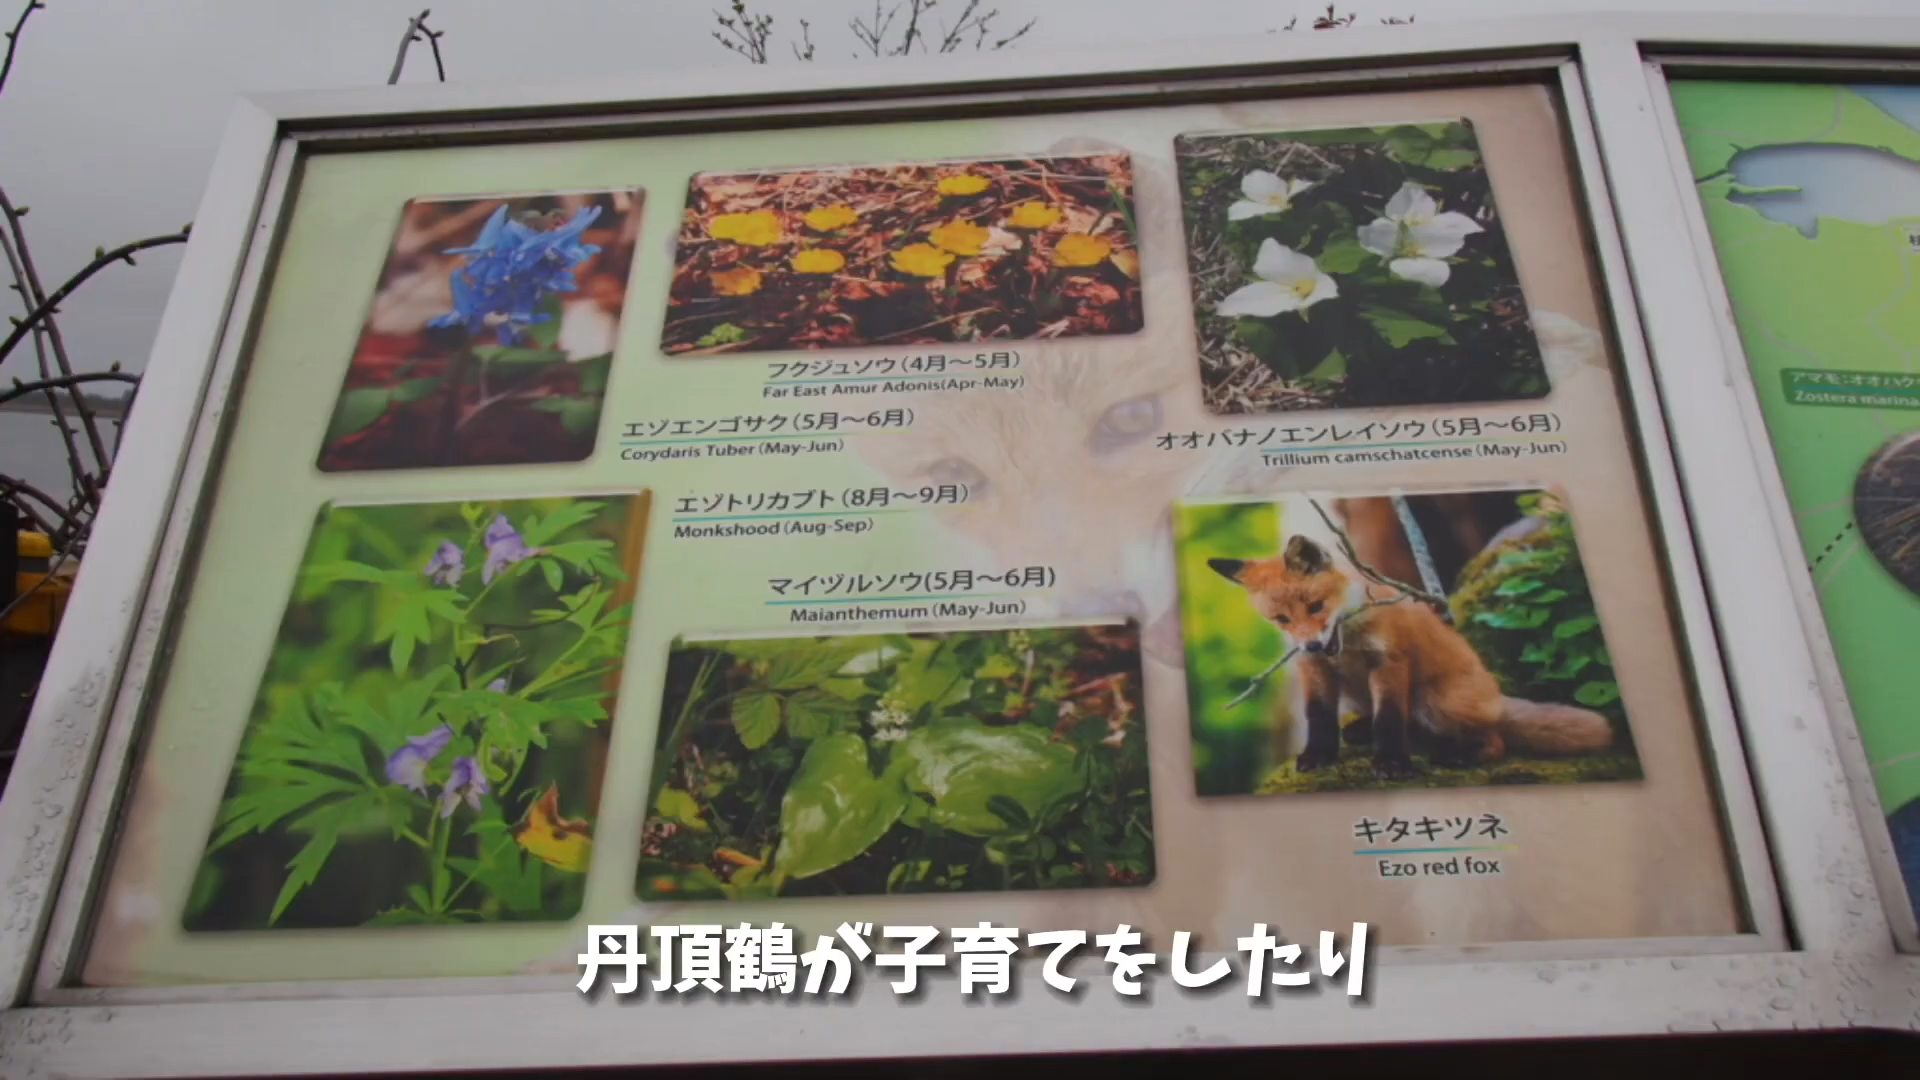 フクジュソウ(4月〜5月)
Far East Amur Adonis(Apr-May)
エゾエンゴサク(5月〜6月)
Corydaris Tuber(May-Jun)
オオバナノエンレイソウ(5月〜6月)
Trillium camschatcense(May-Jun)
エゾトリカブト(8月〜9月)
Monkshood(Aug-Sep)
マイヅルソウ(5月〜6月)
Maianthemum(May-Jun)
キタキツネ
Ezo red fox
アマモ:オオハク
Zostera marina
丹頂鶴が子育てをしたり